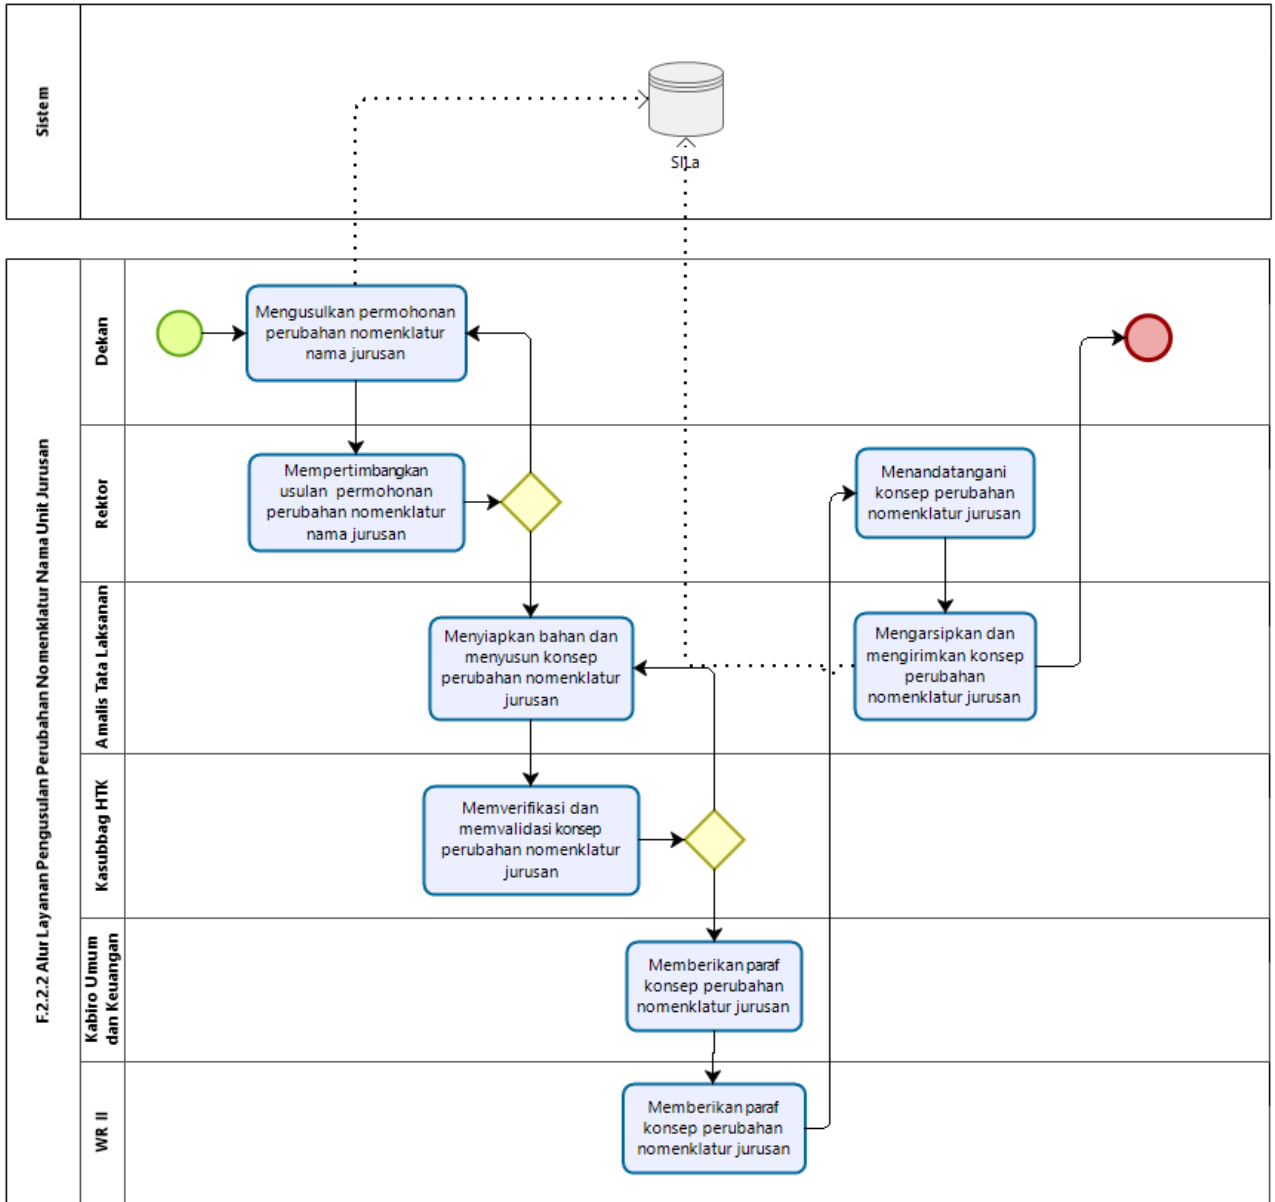 Sistem
SILa
F.2.2.2 Alur Layanan Pengusulan Perubahan Nomenklatur Nama Unit Jurusan
Dekan
Mengusulkan permohonan
perubahan nomenklatur
nama jurusan
Rektor
Mempertimbangkan
usulan permohonan
perubahan nomenklatur
nama jurusan
Menandatangani
konsep perubahan
nomenklatur jurusan
Amalis Tata Laksanan
Menyiapkan bahan dan
menyusun konsep
perubahan nomenklatur
jurusan
Mengarsipkan dan
mengirimkan konsep
perubahan
nomenklatur jurusan
Kasubbag HTK
Memverifikasi dan
memvalidasi konsep
perubahan nomenklatur
jurusan
Kabiro Umum
dan Keuangan
Memberikan paraf
konsep perubahan
nomenklatur jurusan
WR II
Memberikan paraf
konsep perubahan
nomenklatur jurusan